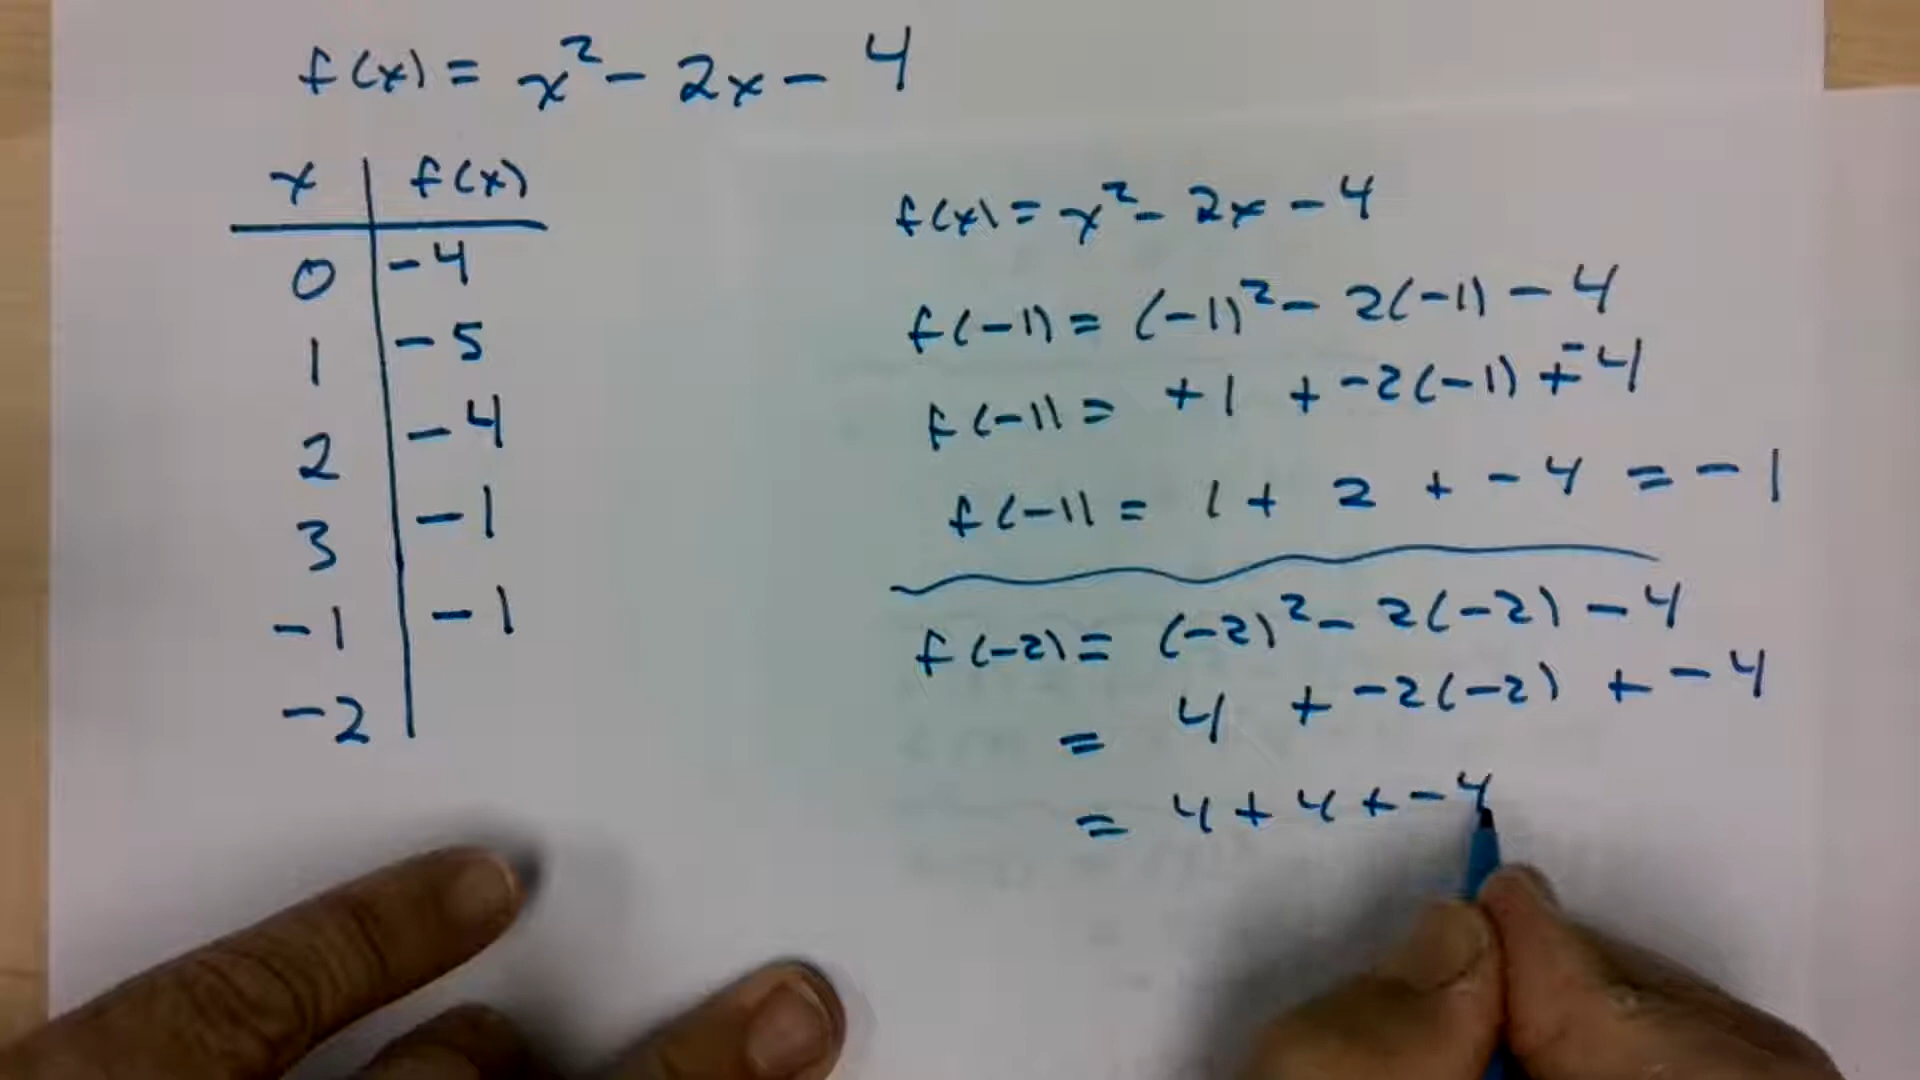 f(x) = x² - 2x - 4
x | f(x)
0 | -4
1 | -5
2 | -4
3 | -1
-1 | -1
-2 |
f(x) = x² - 2x - 4
f(-1) = (-1)² - 2(-1) - 4
f(-1) = +1 + -2(-1) + -4
f(-1) = 1 + 2 + -4 = -1
f(-2) = (-2)² - 2(-2) - 4
= 4 + -2(-2) + -4
= 4 + 4 + -4